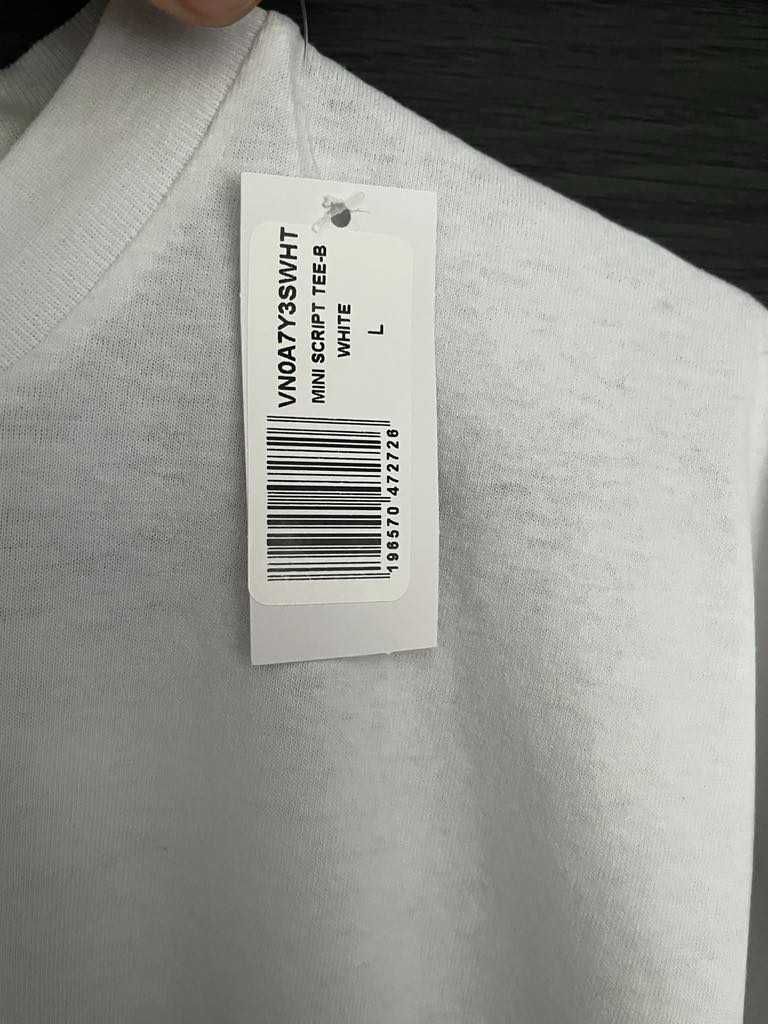 VN0A7Y3SWHT
MINI SCRIPT TEE-B
WHITE
L
196570 472726